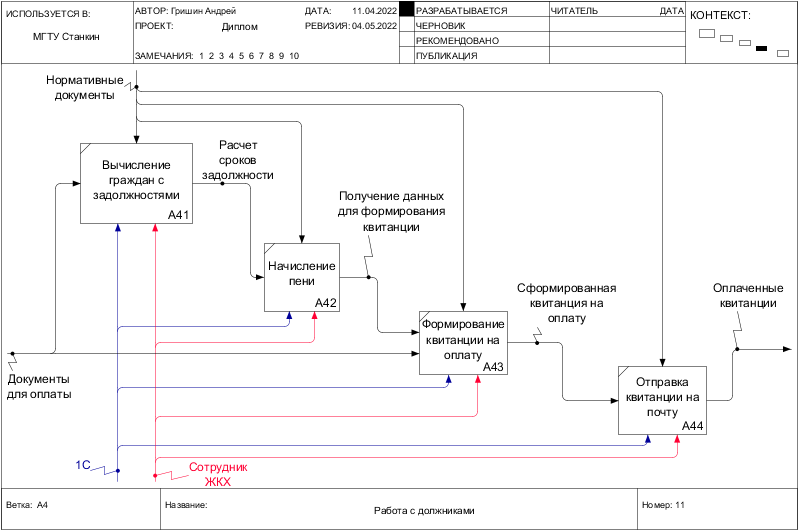 ИСПОЛЬЗУЕТСЯ В:
МГТУ Станкин
АВТОР: Гришин Андрей
ПРОЕКТ: Диплом
ЗАМЕЧАНИЯ: 1 2 3 4 5 6 7 8 9 10
ДАТА: 11.04.2022
РЕВИЗИЯ: 04.05.2022
РАЗРАБАТЫВАЕТСЯ
ЧЕРНОВИК
РЕКОМЕНДОВАНО
ПУБЛИКАЦИЯ
ЧИТАТЕЛЬ ДАТА
КОНТЕКСТ:
Нормативные
документы
Вычисление
граждан с
задолжностями
A41
Расчет
сроков
задолжности
Получение данных
для формирования
квитанции
Начисление
пени
A42
Сформированная
квитанция на
оплату
Оплаченные
квитанции
Формирование
квитанции на
оплату
A43
Документы
для оплаты
Отправка
квитанции на
почту
A44
1С
Сотрудник
ЖКХ
Ветка: A4
Название:
Работа с должниками
Номер: 11